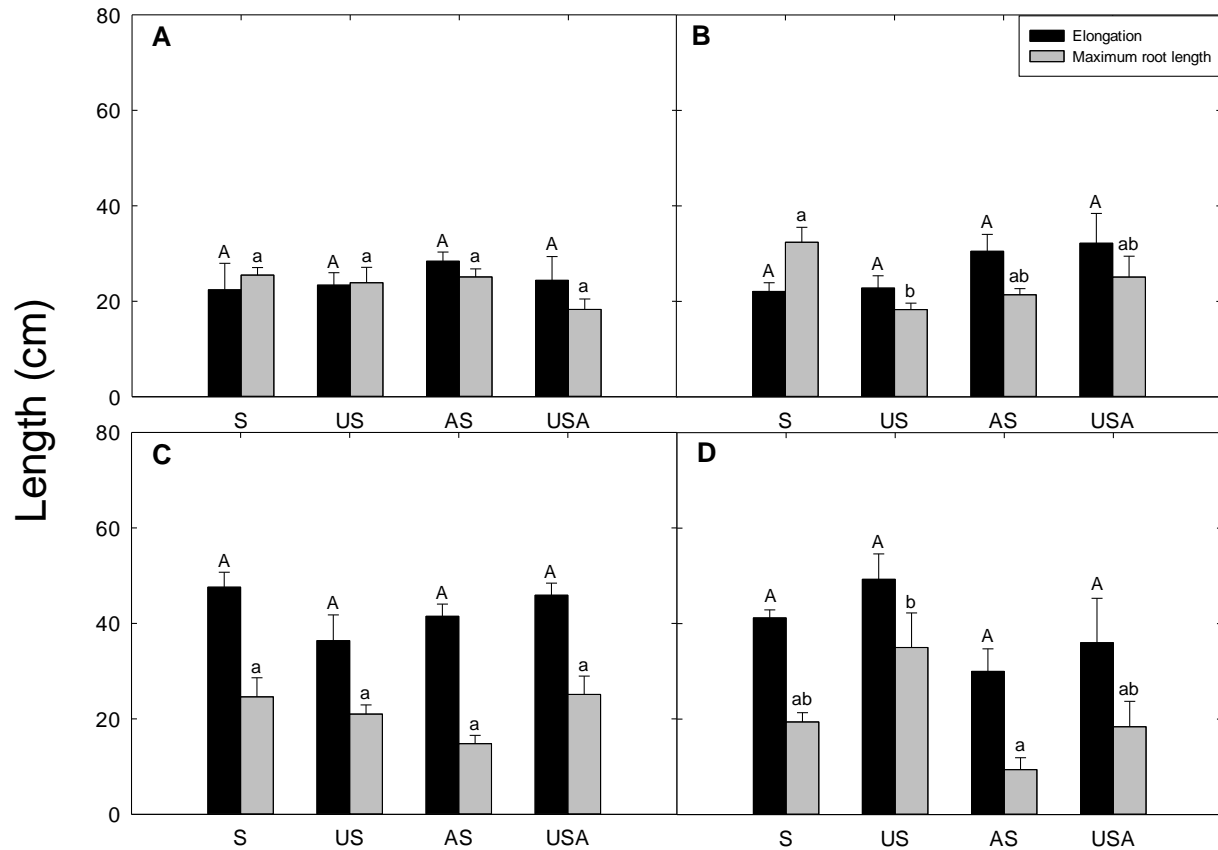 Length (cm)
A
80
60
40
20
0
A a A a A a A a
S US AS USA
B
Elongation
Maximum root length
A a A b A ab A ab
S US AS USA
C
80
60
40
20
0
A a A a A a A a
S US AS USA
D
A ab A b A a A ab
S US AS USA